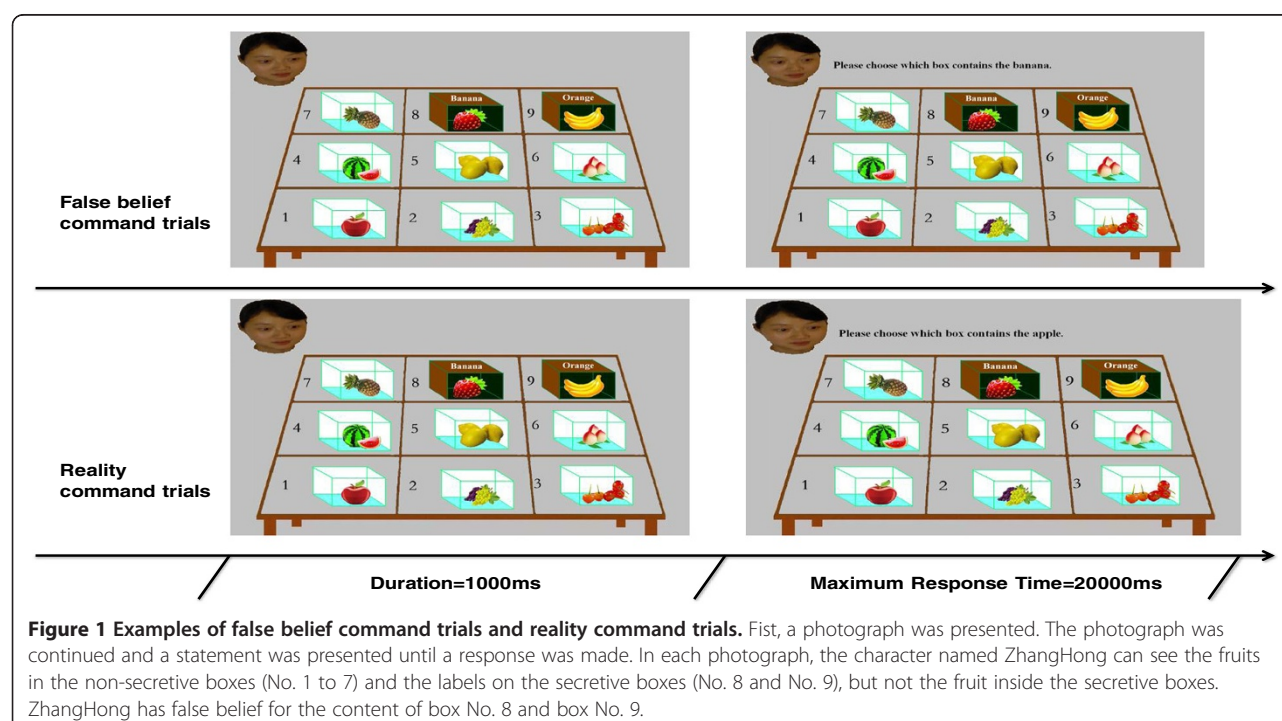 Please choose which box contains the banana.
7 8 Banana 9 Orange
4 5 6
1 2 3
7 8 Banana 9 Orange
4 5 6
1 2 3
False belief
command trials
Please choose which box contains the apple.
7 8 Banana 9 Orange
4 5 6
1 2 3
7 8 Banana 9 Orange
4 5 6
1 2 3
Reality
command trials
Duration=1000ms
Maximum Response Time=20000ms
Figure 1 Examples of false belief command trials and reality command trials. Fist, a photograph was presented. The photograph was
continued and a statement was presented until a response was made. In each photograph, the character named ZhangHong can see the fruits
in the non-secretive boxes (No. 1 to 7) and the labels on the secretive boxes (No. 8 and No. 9), but not the fruit inside the secretive boxes.
ZhangHong has false belief for the content of box No. 8 and box No. 9.